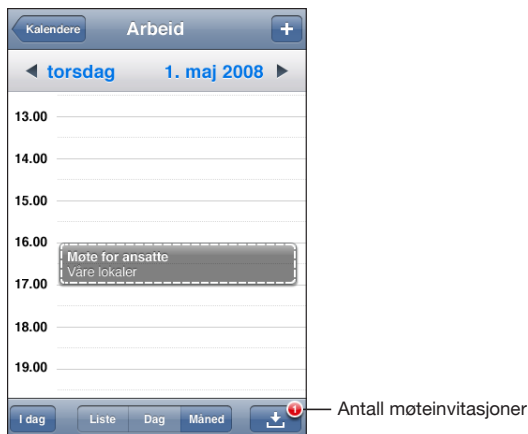 Kalendere
Arbeid
+
torsdag
1. maj 2008
13.00
14.00
15.00
16.00
Møte for ansatte
Våre lokaler
17.00
18.00
19.00
I dag
Liste
Dag
Måned
1
Antall møteinvitasjoner